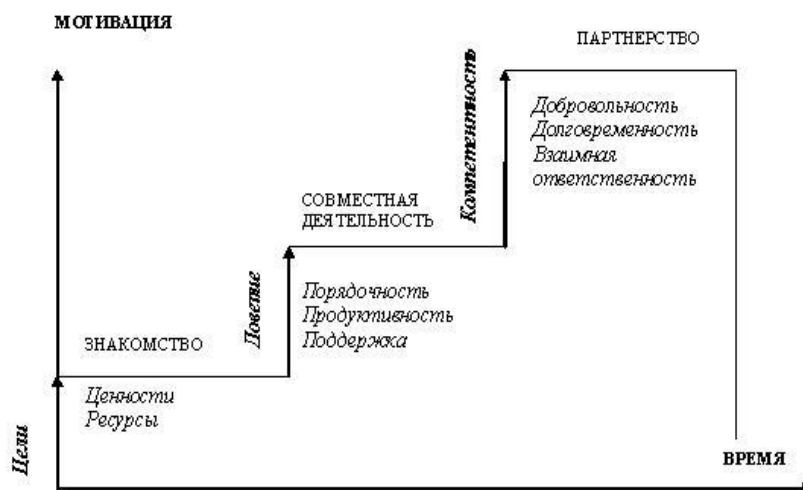 МОТИВАЦИЯ
ПАРТНЕРСТВО
Компетентность
Добровольность
Долговременность
Взаимная
ответственность
СОВМЕСТНАЯ
ДЕЯТЕЛЬНОСТЬ
Доверие
Порядочность
Продуктивность
Поддержка
ЗНАКОМСТВО
Ценности
Ресурсы
Цели
ВРЕМЯ